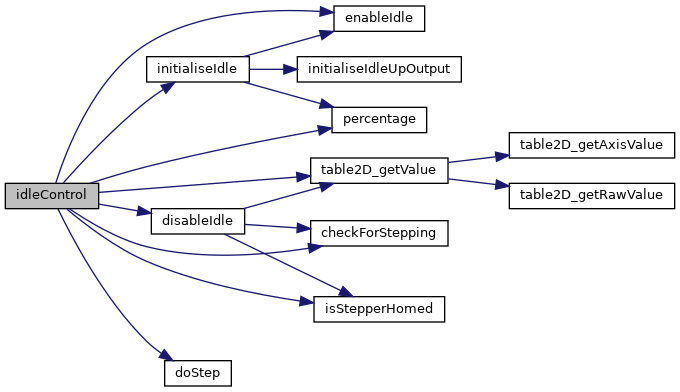 enableIdle
initialiseIdle
initialiseIdleUpOutput
percentage
table2D_getAxisValue
table2D_getValue
table2D_getRawValue
idleControl
disableIdle
checkForStepping
isStepperHomed
doStep